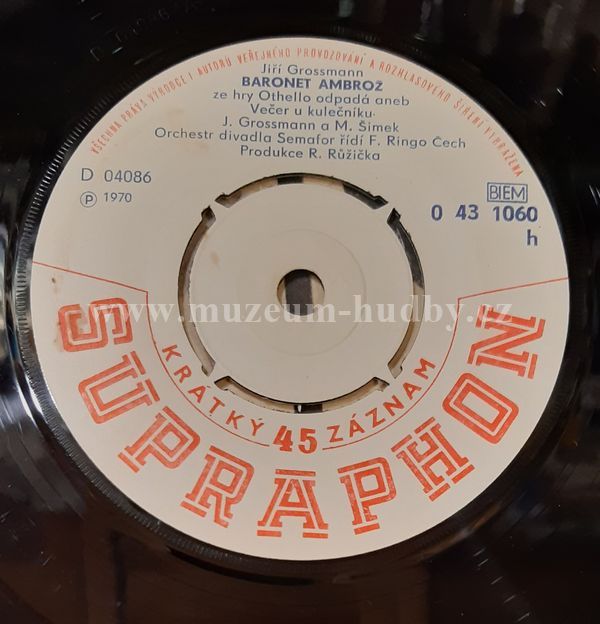 VŠECHNA PRÁVA VÝROBCE I AUTORU VEŘEJNÉHO PROVOZOVÁNÍ A ROZHLASOVÉHO ŠÍŘENÍ VYHRAZENA
Jiří Grossmann
BARONET AMBROŽ
ze hry Othello odpadá aneb
Večer u kulečníku
J. Grossmann a M. Šimek
Orchestr divadla Semafor řídí F. Ringo Čech
Produkce R. Růžička
D 04086
Ⓟ 1970
BIEM
0 43 1060
h
www.muzeum-hudby.cz
KRÁTKÝ 45 ZÁZNAM
SUPRAPHON